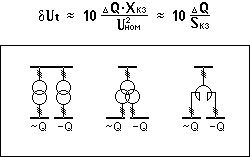 δUt ≈ 10 ΔQ·Xкз / U²ном ≈ 10 ΔQ / Sкз
~Q -Q ~Q -Q ~Q -Q